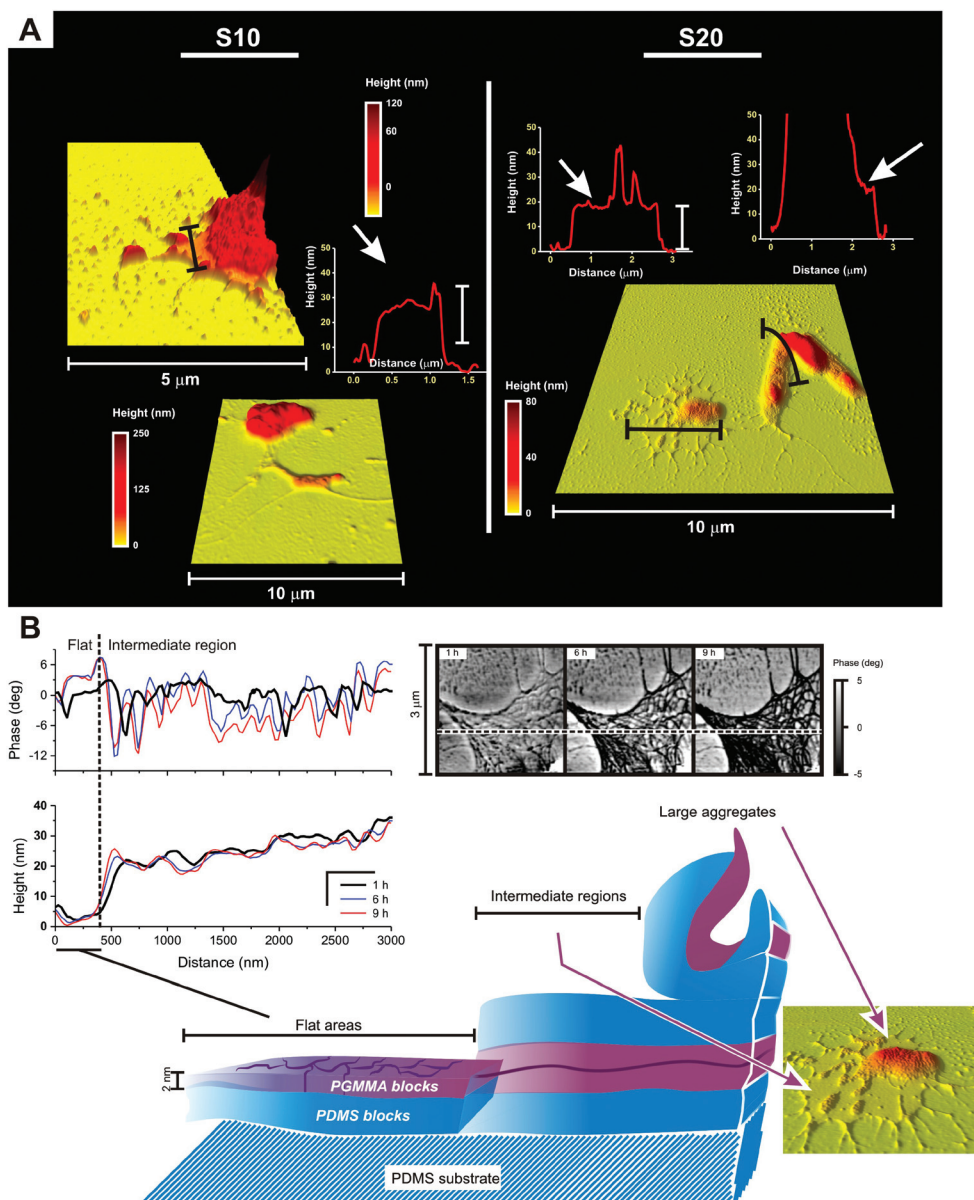 A
S10
S20
Height (nm)
120
60
0
Height (nm)
50
40
30
20
10
0
Distance (μm)
0.0
0.5
1.0
1.5
5 μm
Height (nm)
250
125
0
10 μm
Height (nm)
50
40
30
20
10
0
0
1
2
3
Distance (μm)
Height (nm)
50
40
30
20
10
0
0
1
2
3
Distance (μm)
Height (nm)
80
40
0
10 μm
B
Flat
Intermediate region
Phase (deg)
6
0
-6
-12
Height (nm)
40
30
20
10
0
1 h
6 h
9 h
0
500
1000
1500
2000
2500
3000
Distance (nm)
3 μm
1 h
6 h
9 h
Phase (deg)
5
0
-5
Large aggregates
Intermediate regions
Flat areas
2 nm
PGMMA blocks
PDMS blocks
PDMS substrate